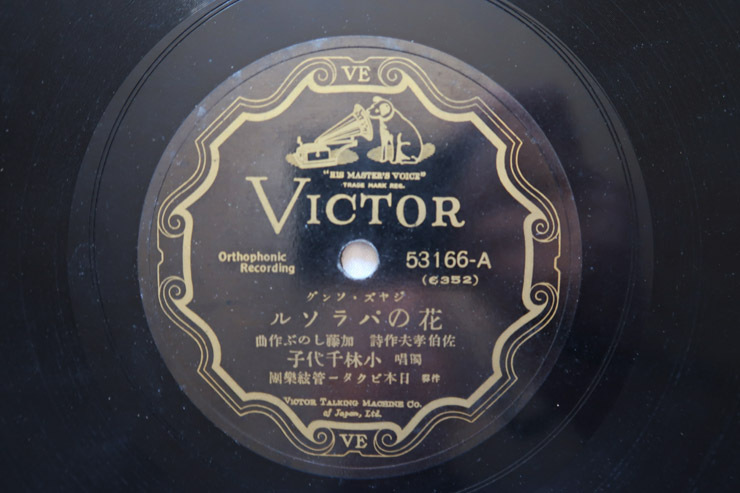 VE
"HIS MASTER'S VOICE"
TRADE MARK REG.
VICTOR
Orthophonic
Recording
53166-A
(6352)
グンソ・ズヤジ
ルソラパの花
曲作ぶのし藤加 詩作夫孝伯佐
子代千林小 唱獨
團樂絃管ータクビ本日 伴奏
VICTOR TALKING MACHINE CO.
of Japan, Ltd.
VE